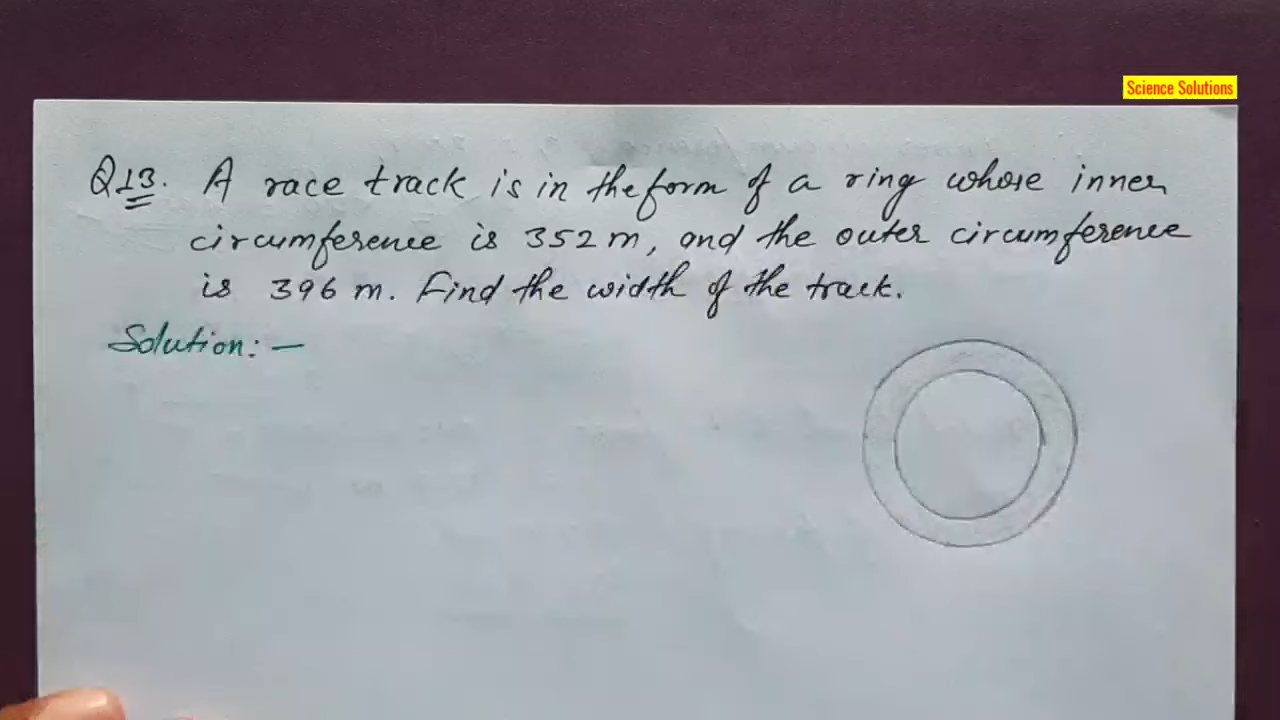 Science Solutions
Q13. A race track is in the form of a ring whose inner
circumference is 352 m, and the outer circumference
is 396 m. Find the width of the track.
Solution: —